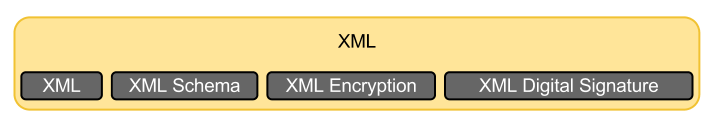 XML
XML XML Schema XML Encryption XML Digital Signature